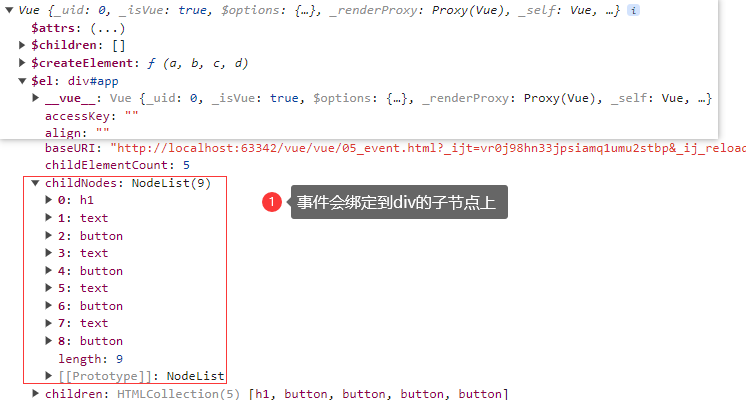 Vue {_uid: 0, _isVue: true, $options: {…}, _renderProxy: Proxy(Vue), _self: Vue, …} i
$attrs: (...)
$children: []
$createElement: ƒ (a, b, c, d)
$el: div#app
__vue__: Vue {_uid: 0, _isVue: true, $options: {…}, _renderProxy: Proxy(Vue), _self: Vue, …}
accessKey: ""
align: ""
baseURI: "http://localhost:63342/vue/vue/05_event.html?_ijt=vr0j98hn33jpsiamq1umu2stbp&_ij_reload
childElementCount: 5
childNodes: NodeList(9)
0: h1
1 事件会绑定到div的子节点上
1: text
2: button
3: text
4: button
5: text
6: button
7: text
8: button
length: 9
[[Prototype]]: NodeList
children: HTMLCollection(5) [h1, button, button, button, button]